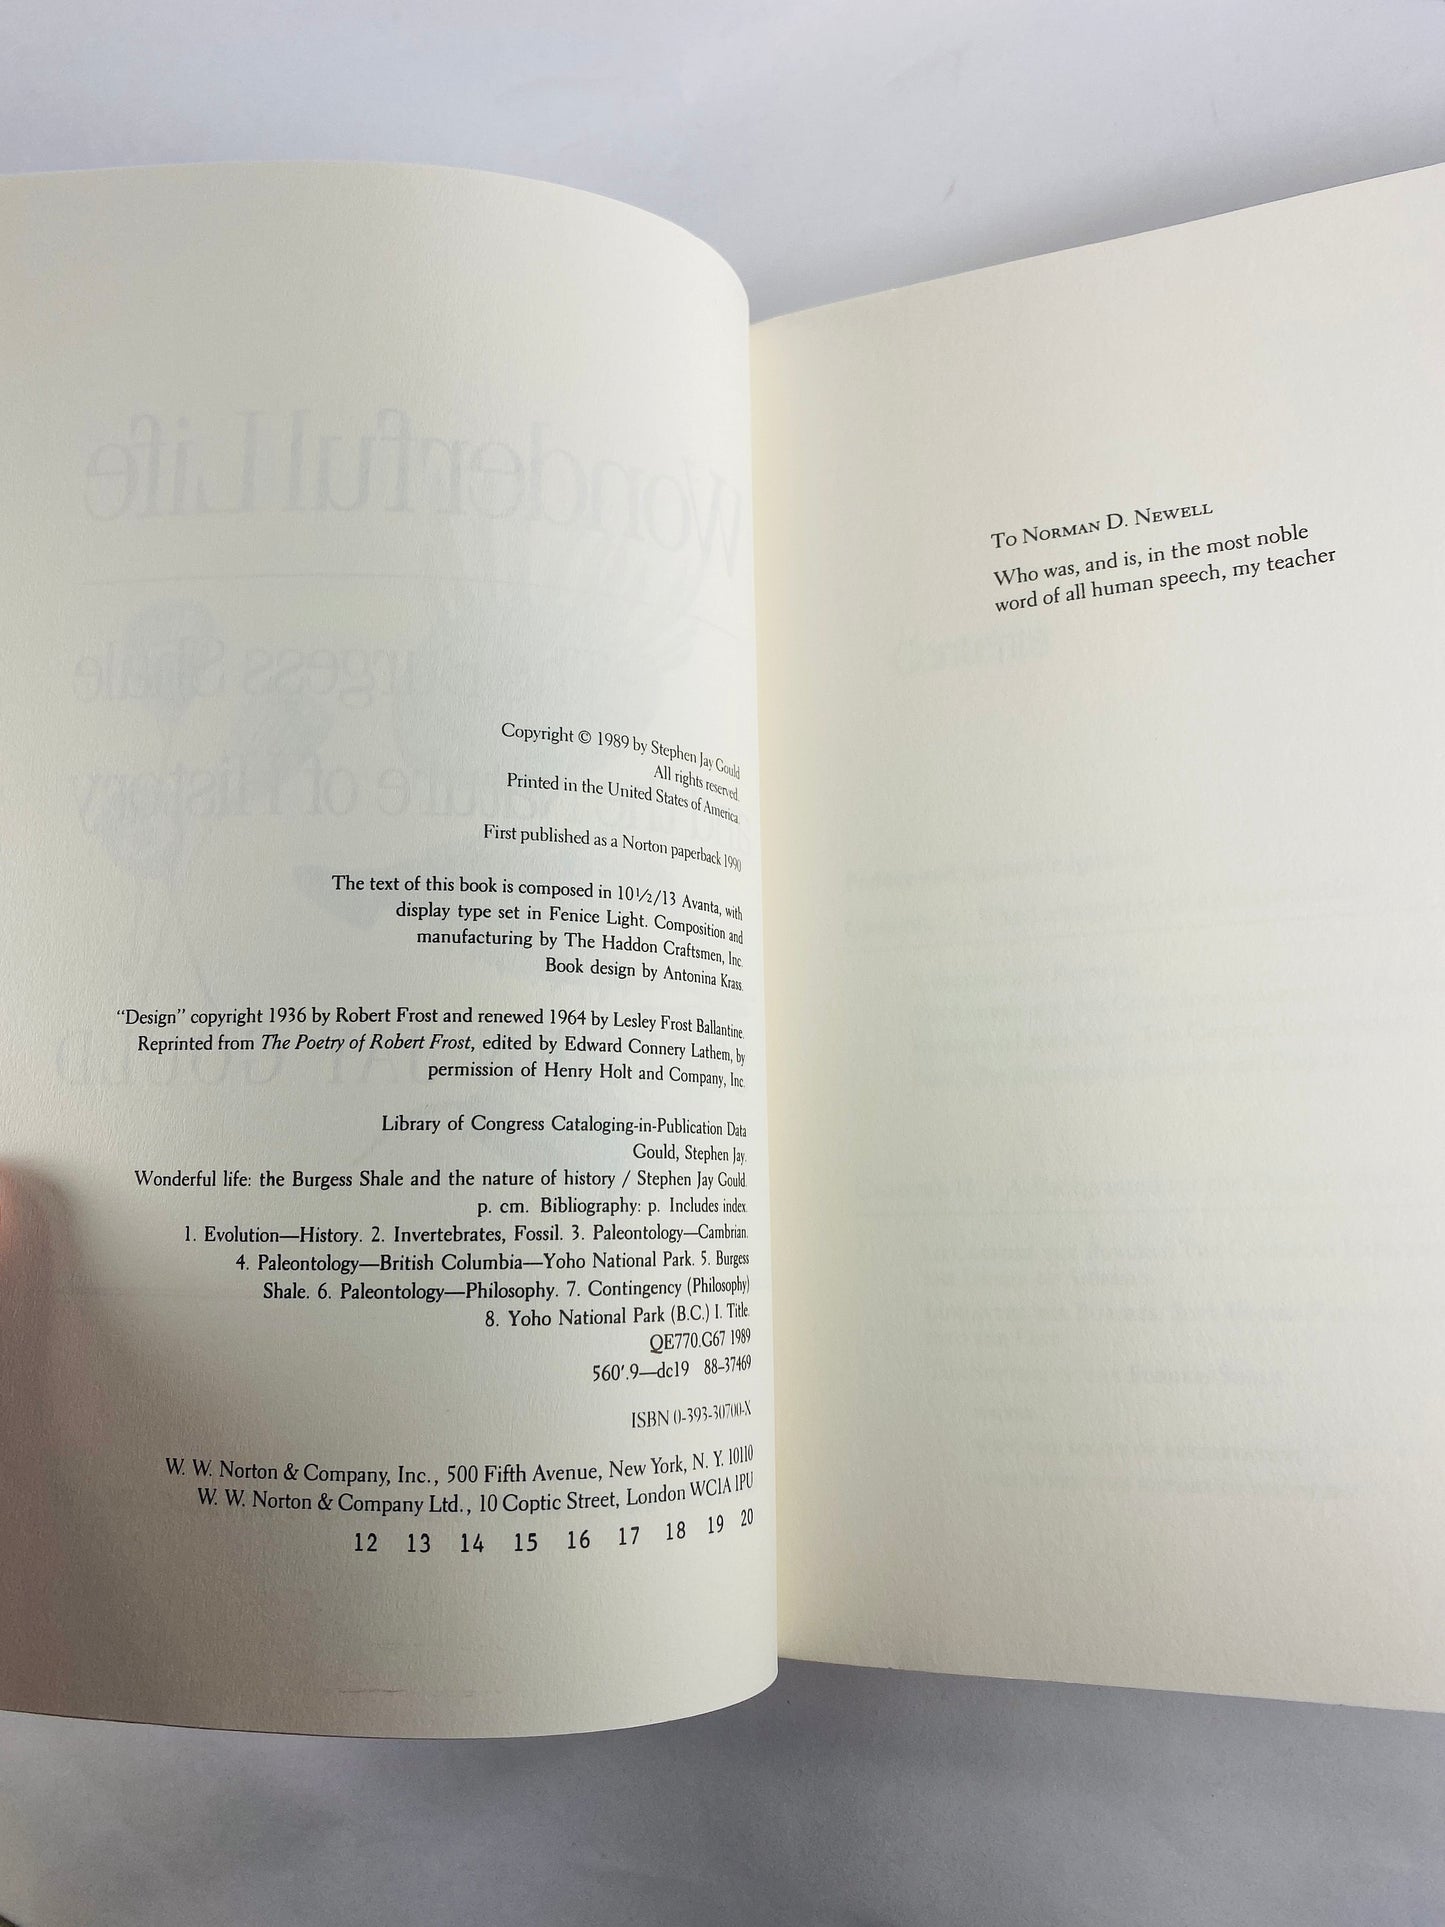 Copyright © 1989 by Stephen Jay Gould
All rights reserved.
Printed in the United States of America.
First published as a Norton paperback 1990
The text of this book is composed in 10½/13 Avanta, with
display type set in Fenice Light. Composition and
manufacturing by The Haddon Craftsmen, Inc.
Book design by Antonina Krass.
“Design” copyright 1936 by Robert Frost and renewed 1964 by Lesley Frost Ballantine.
Reprinted from The Poetry of Robert Frost, edited by Edward Connery Lathem, by
permission of Henry Holt and Company, Inc.
Library of Congress Cataloging-in-Publication Data
Gould, Stephen Jay.
Wonderful life: the Burgess Shale and the nature of history / Stephen Jay Gould.
p. cm. Bibliography: p. Includes index.
1. Evolution—History. 2. Invertebrates, Fossil. 3. Paleontology—Cambrian.
4. Paleontology—British Columbia—Yoho National Park. 5. Burgess
Shale. 6. Paleontology—Philosophy. 7. Contingency (Philosophy)
8. Yoho National Park (B.C.) I. Title.
QE770.G67 1989
560′.9—dc19 88–37469
ISBN 0-393-30700-X
W. W. Norton & Company, Inc., 500 Fifth Avenue, New York, N. Y. 10110
W. W. Norton & Company Ltd., 10 Coptic Street, London WC1A 1PU
12 13 14 15 16 17 18 19 20
To Norman D. Newell
Who was, and is, in the most noble
word of all human speech, my teacher